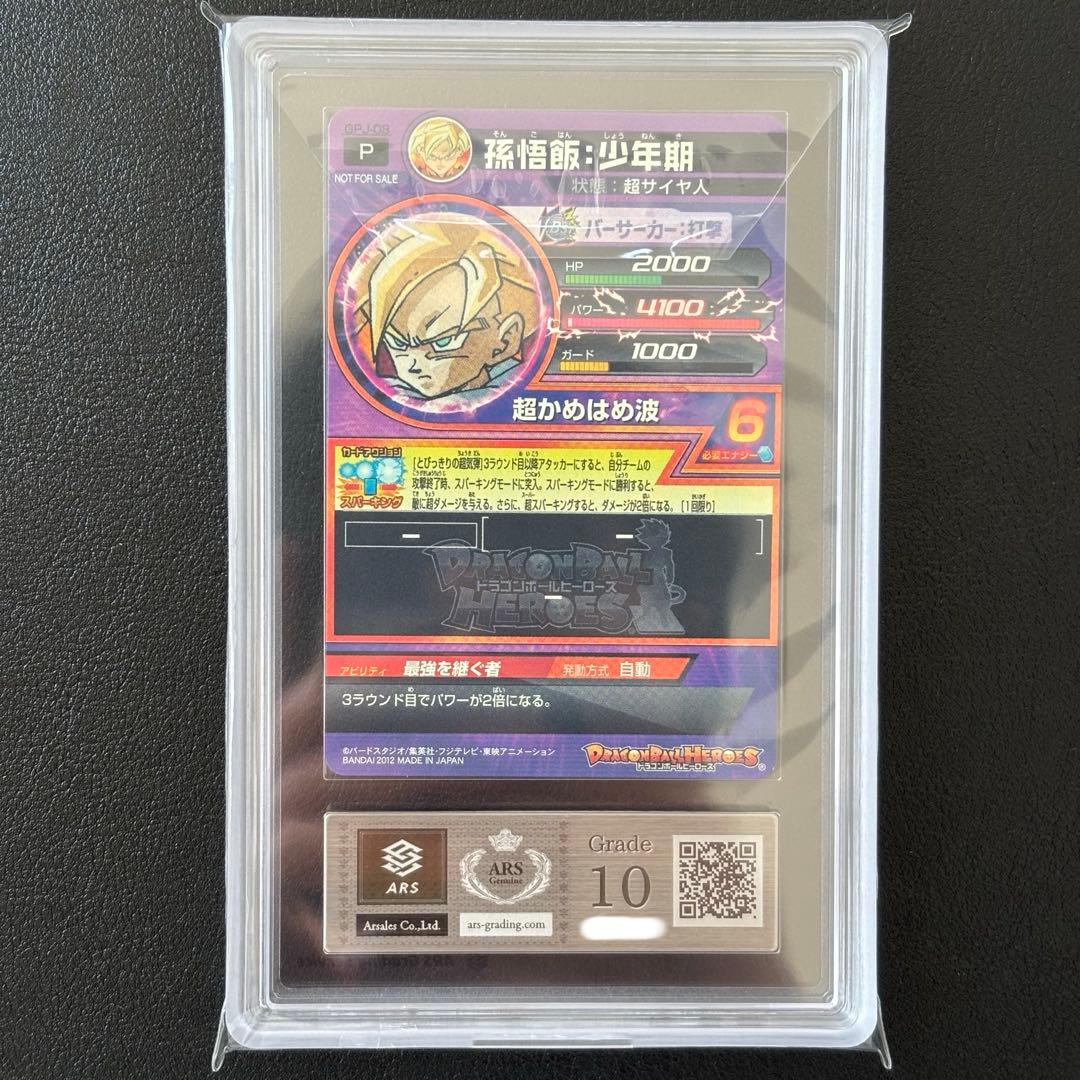 GPJ-08
P
NOT FOR SALE
そん ご はん しょう ねん き
孫悟飯:少年期
状態:超サイヤ人
バーサーカー:打撃
HP 2000
パワー 4100
ガード 1000
超かめはめ波
6
必要エナジー
カードアクション
スパーキング
[とびっきりの超気弾]3ラウンド目以降アタッカーにすると、自分チームの
攻撃終了時、スパーキングモードに突入。スパーキングモードに勝利すると、
敵に超ダメージを与える。さらに、超スパーキングすると、ダメージが2倍になる。[1回限り]
ー ー
DRAGON BALL
ドラゴンボールヒーローズ
HEROES
ー
アビリティ 最強を継ぐ者 発動方式 自動
3ラウンド目でパワーが2倍になる。
©バードスタジオ/集英社・フジテレビ・東映アニメーション
BANDAI 2012 MADE IN JAPAN
DRAGON BALL HEROES
ドラゴンボールヒーローズ
ARS
Arsales Co.,Ltd.
ARS
Genuine
ars-grading.com
Grade
10